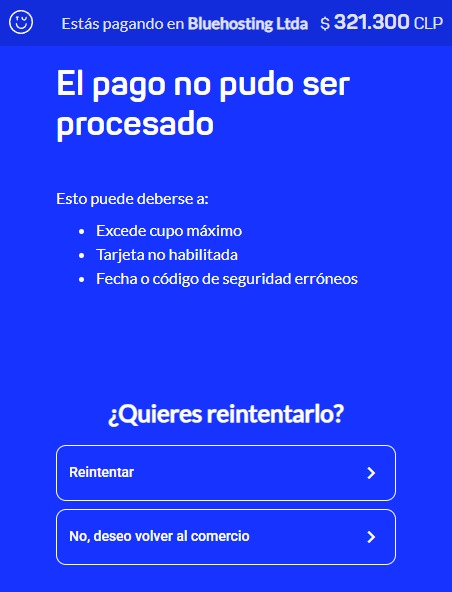 Estás pagando en Bluehosting Ltda $ 321.300 CLP
El pago no pudo ser
procesado
Esto puede deberse a:
• Excede cupo máximo
• Tarjeta no habilitada
• Fecha o código de seguridad erróneos
¿Quieres reintentarlo?
Reintentar
No, deseo volver al comercio